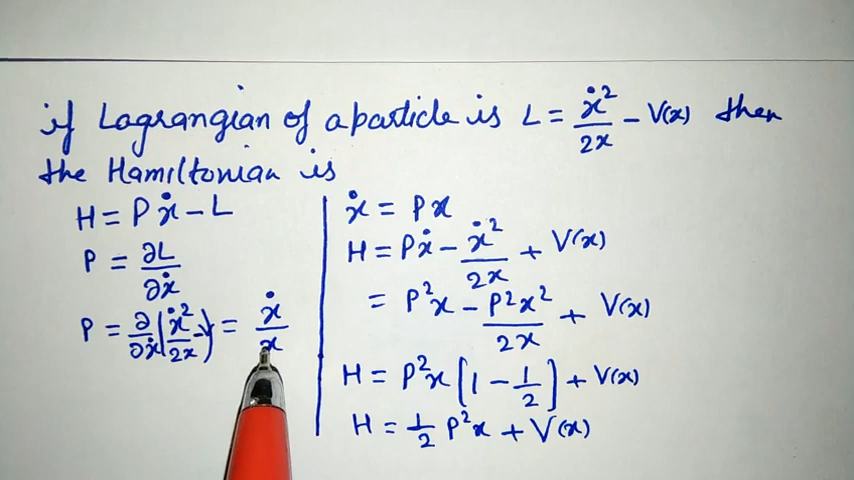 if Lagrangian of a particle is L = ẋ²/2x - V(x) then
the Hamiltonian is
H = Pẋ - L
P = ∂L/∂ẋ
P = ∂/∂ẋ (ẋ²/2x - V) = ẋ/x
ẋ = Px
H = Pẋ - ẋ²/2x + V(x)
= P²x - P²x²/2x + V(x)
H = P²x [1 - 1/2] + V(x)
H = 1/2 P²x + V(x)